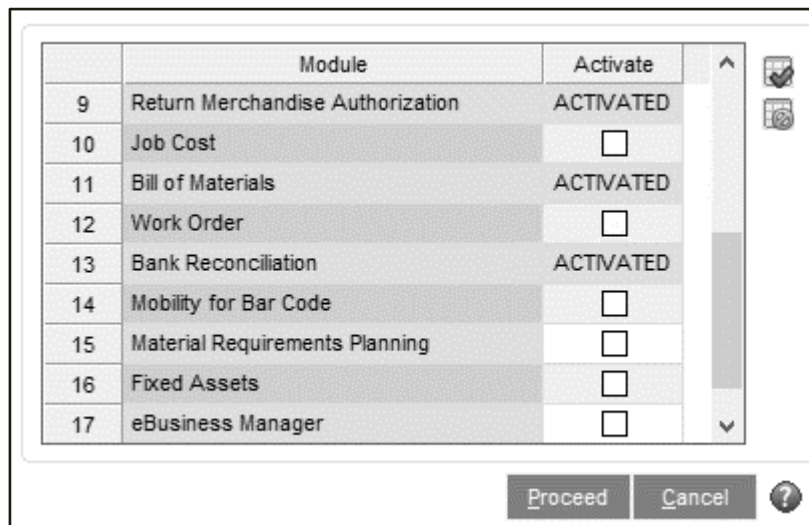 Module Activate
9 Return Merchandise Authorization ACTIVATED
10 Job Cost
11 Bill of Materials ACTIVATED
12 Work Order
13 Bank Reconciliation ACTIVATED
14 Mobility for Bar Code
15 Material Requirements Planning
16 Fixed Assets
17 eBusiness Manager
Proceed Cancel ?